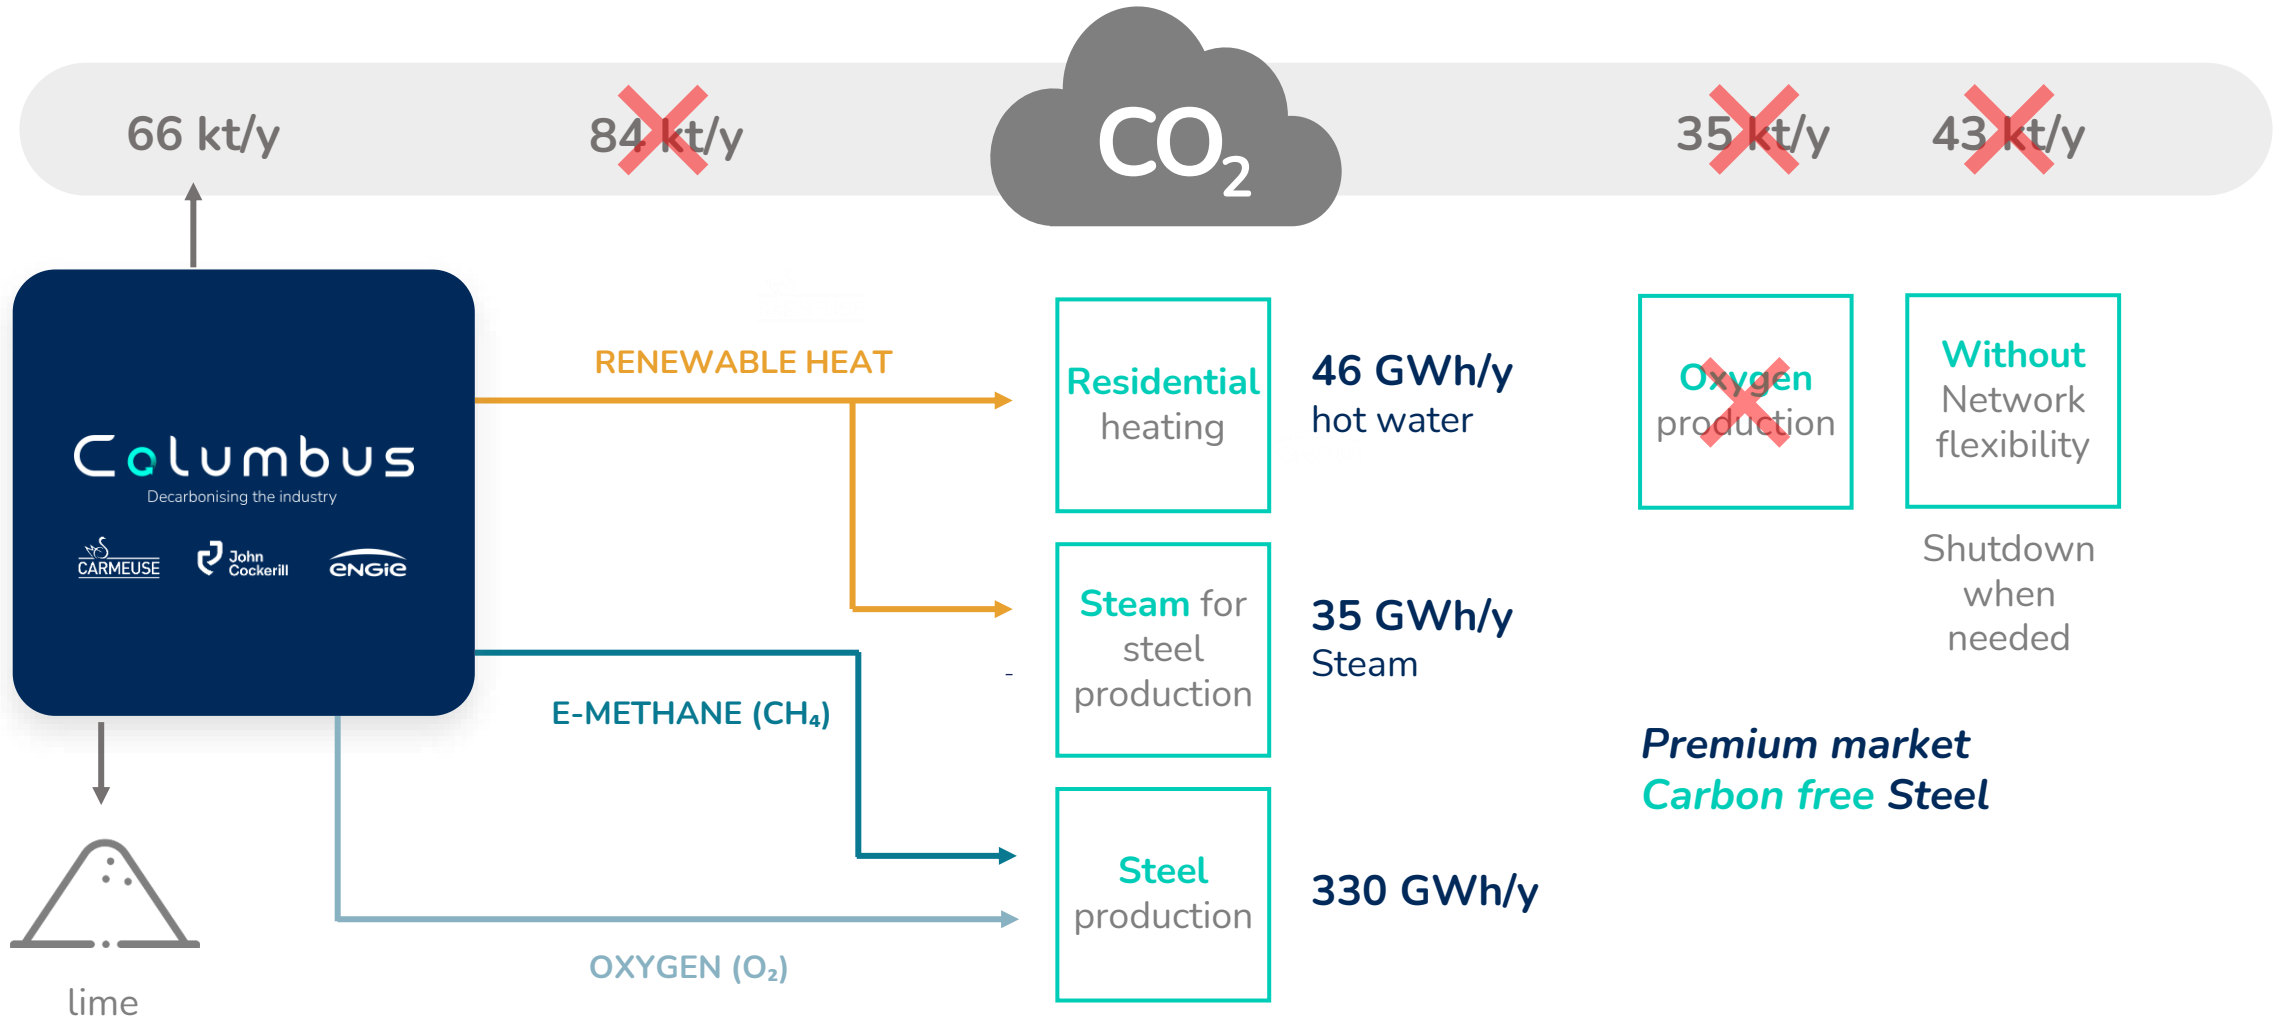 66 kt/y
84 kt/y
CO₂
35 kt/y
43 kt/y
Columbus
Decarbonising the industry
CARMEUSE
John
Cockerill
ENGIE
RENEWABLE HEAT
E-METHANE (CH₄)
OXYGEN (O₂)
lime
Residential
heating
46 GWh/y
hot water
Steam for
steel
production
35 GWh/y
Steam
-
Steel
production
330 GWh/y
Oxygen
production
Without
Network
flexibility
Shutdown
when
needed
Premium market
Carbon free Steel